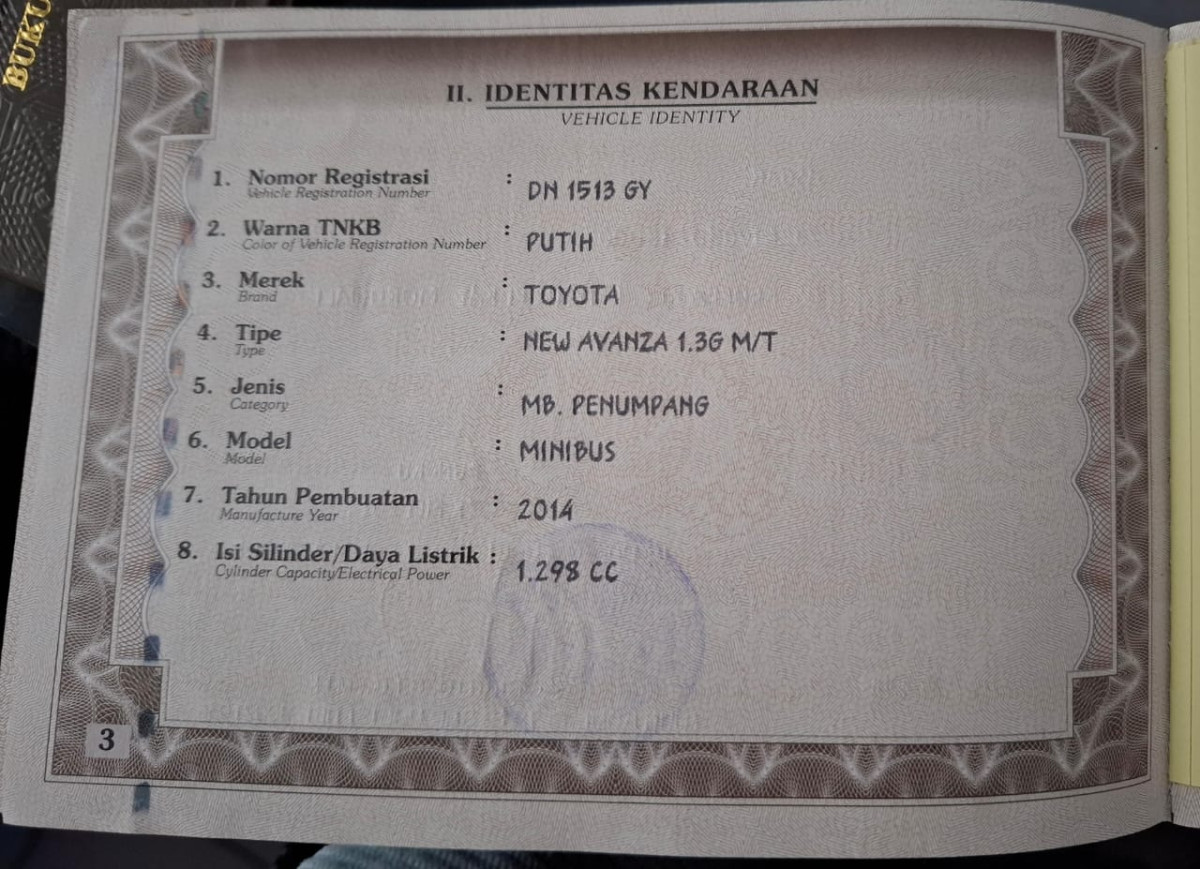 BUKU
II. IDENTITAS KENDARAAN
VEHICLE IDENTITY
1. Nomor Registrasi : DN 1513 GY
Vehicle Registration Number
2. Warna TNKB : PUTIH
Color of Vehicle Registration Number
3. Merek : TOYOTA
Brand
4. Tipe : NEW AVANZA 1.3G M/T
Type
5. Jenis : MB. PENUMPANG
Category
6. Model : MINIBUS
Model
7. Tahun Pembuatan : 2014
Manufacture Year
8. Isi Silinder/Daya Listrik : 1.298 CC
Cylinder Capacity/Electrical Power
3